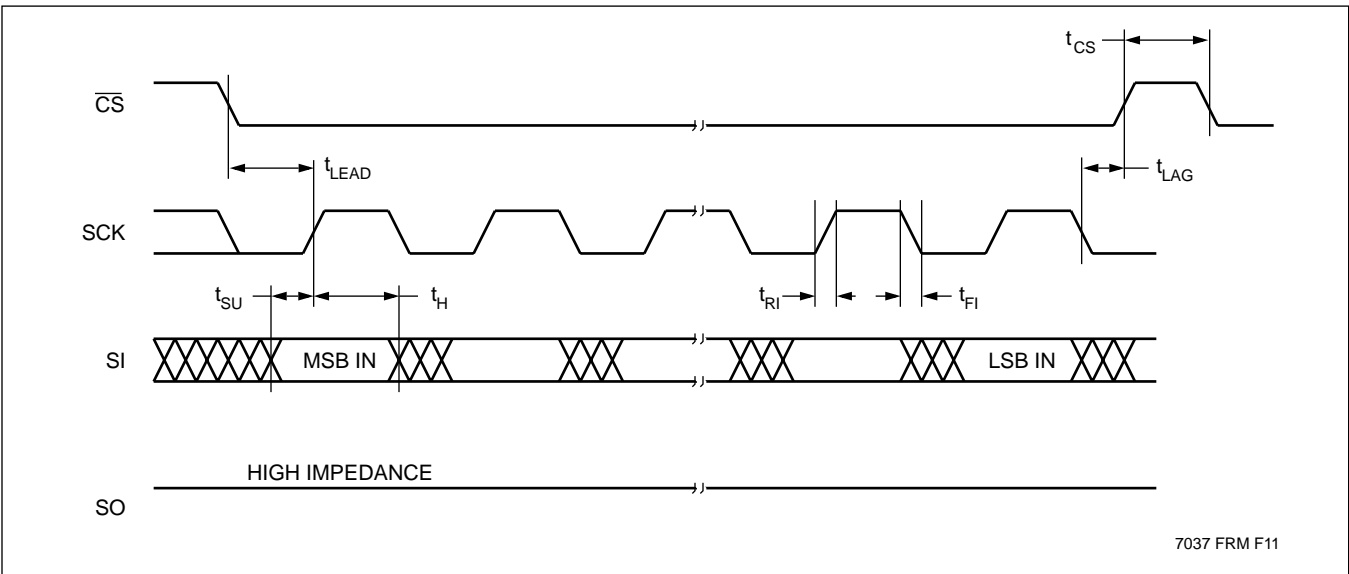 tCS
CS
tLEAD
tLAG
SCK
tSU
tH
tRI
tFI
SI
MSB IN
LSB IN
HIGH IMPEDANCE
SO
7037 FRM F11